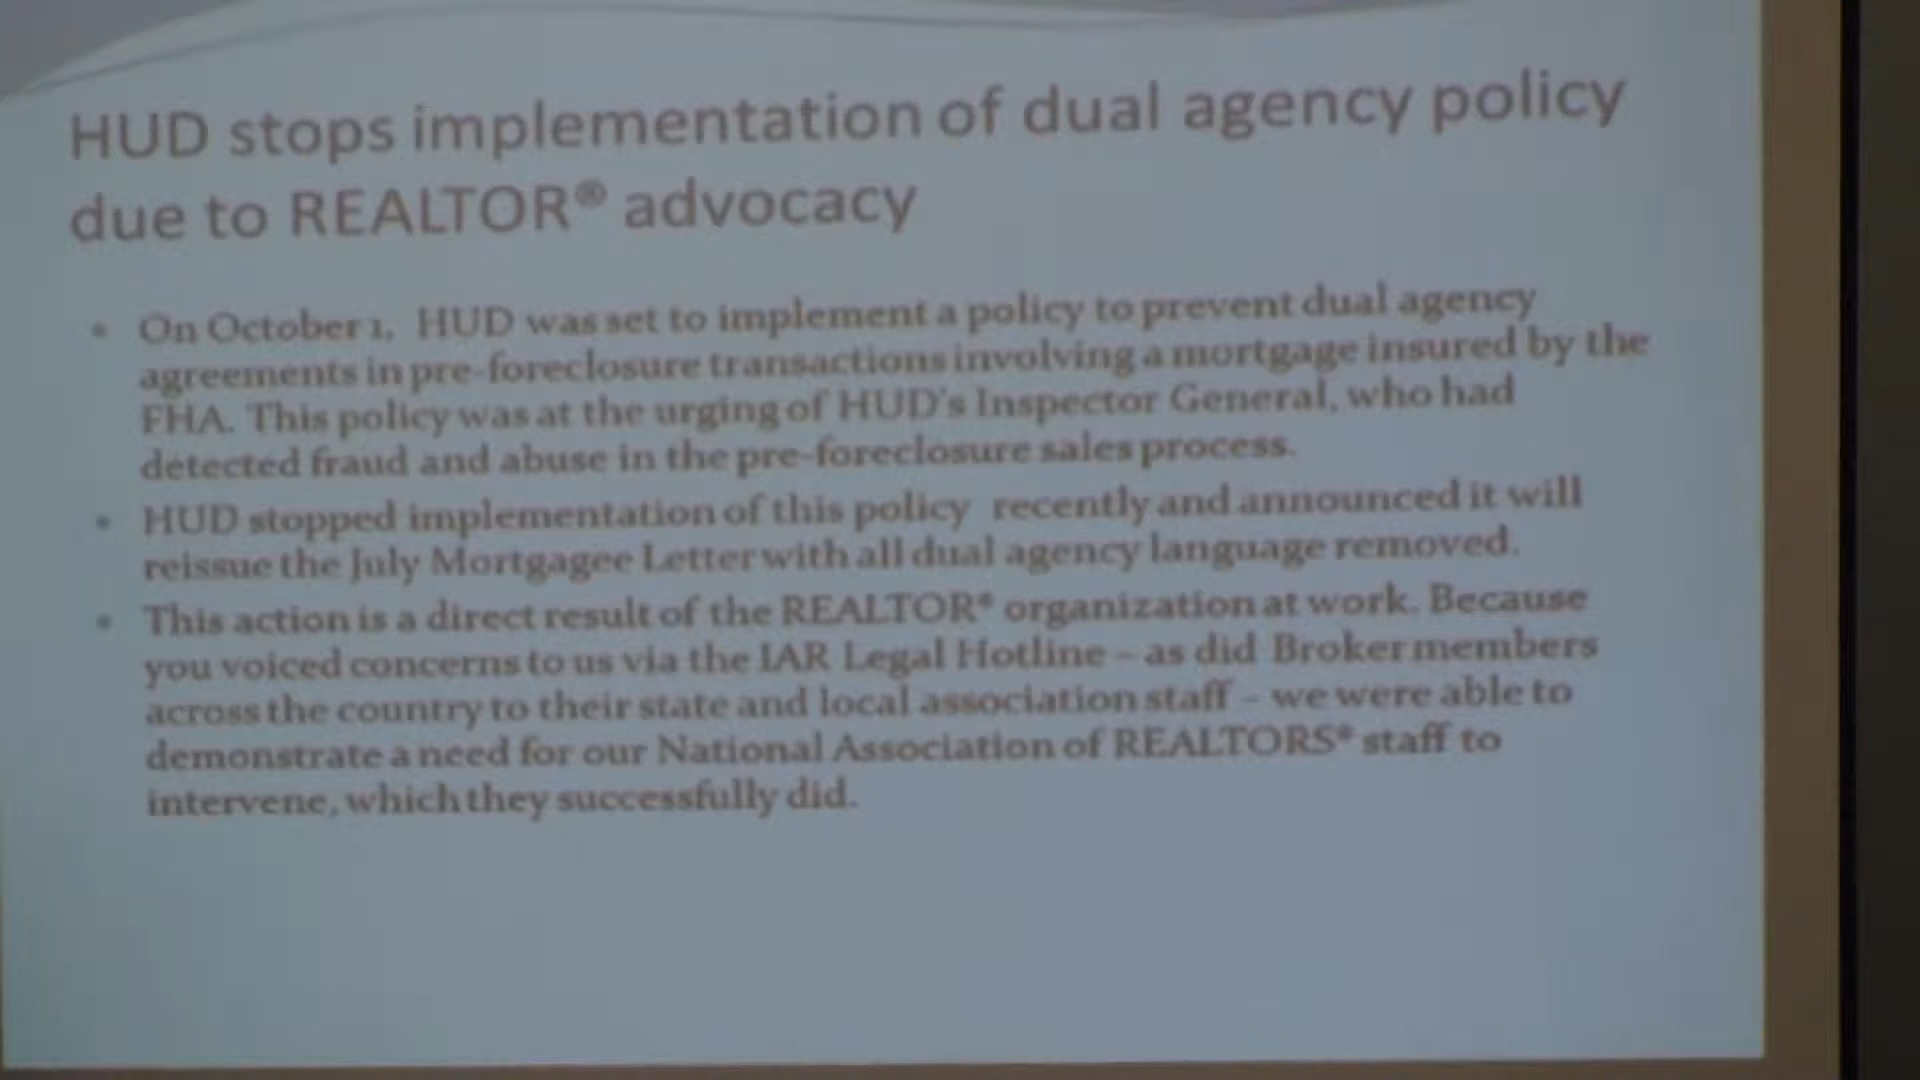 HUD stops implementation of dual agency policy
due to REALTOR® advocacy
• On October 1, HUD was set to implement a policy to prevent dual agency
agreements in pre-foreclosure transactions involving a mortgage insured by the
FHA. This policy was at the urging of HUD's Inspector General, who had
detected fraud and abuse in the pre-foreclosure sales process.
• HUD stopped implementation of this policy recently and announced it will
reissue the July Mortgagee Letter with all dual agency language removed.
• This action is a direct result of the REALTOR® organization at work. Because
you voiced concerns to us via the IAR Legal Hotline – as did Broker members
across the country to their state and local association staff – we were able to
demonstrate a need for our National Association of REALTORS® staff to
intervene, which they successfully did.